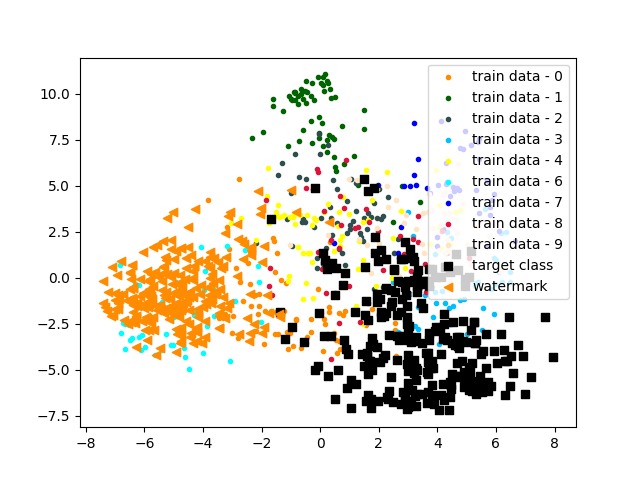 10.0
7.5
5.0
2.5
0.0
−2.5
−5.0
−7.5
−8
−6
−4
−2
0
2
4
6
8
train data - 0
train data - 1
train data - 2
train data - 3
train data - 4
train data - 6
train data - 7
train data - 8
train data - 9
target class
watermark